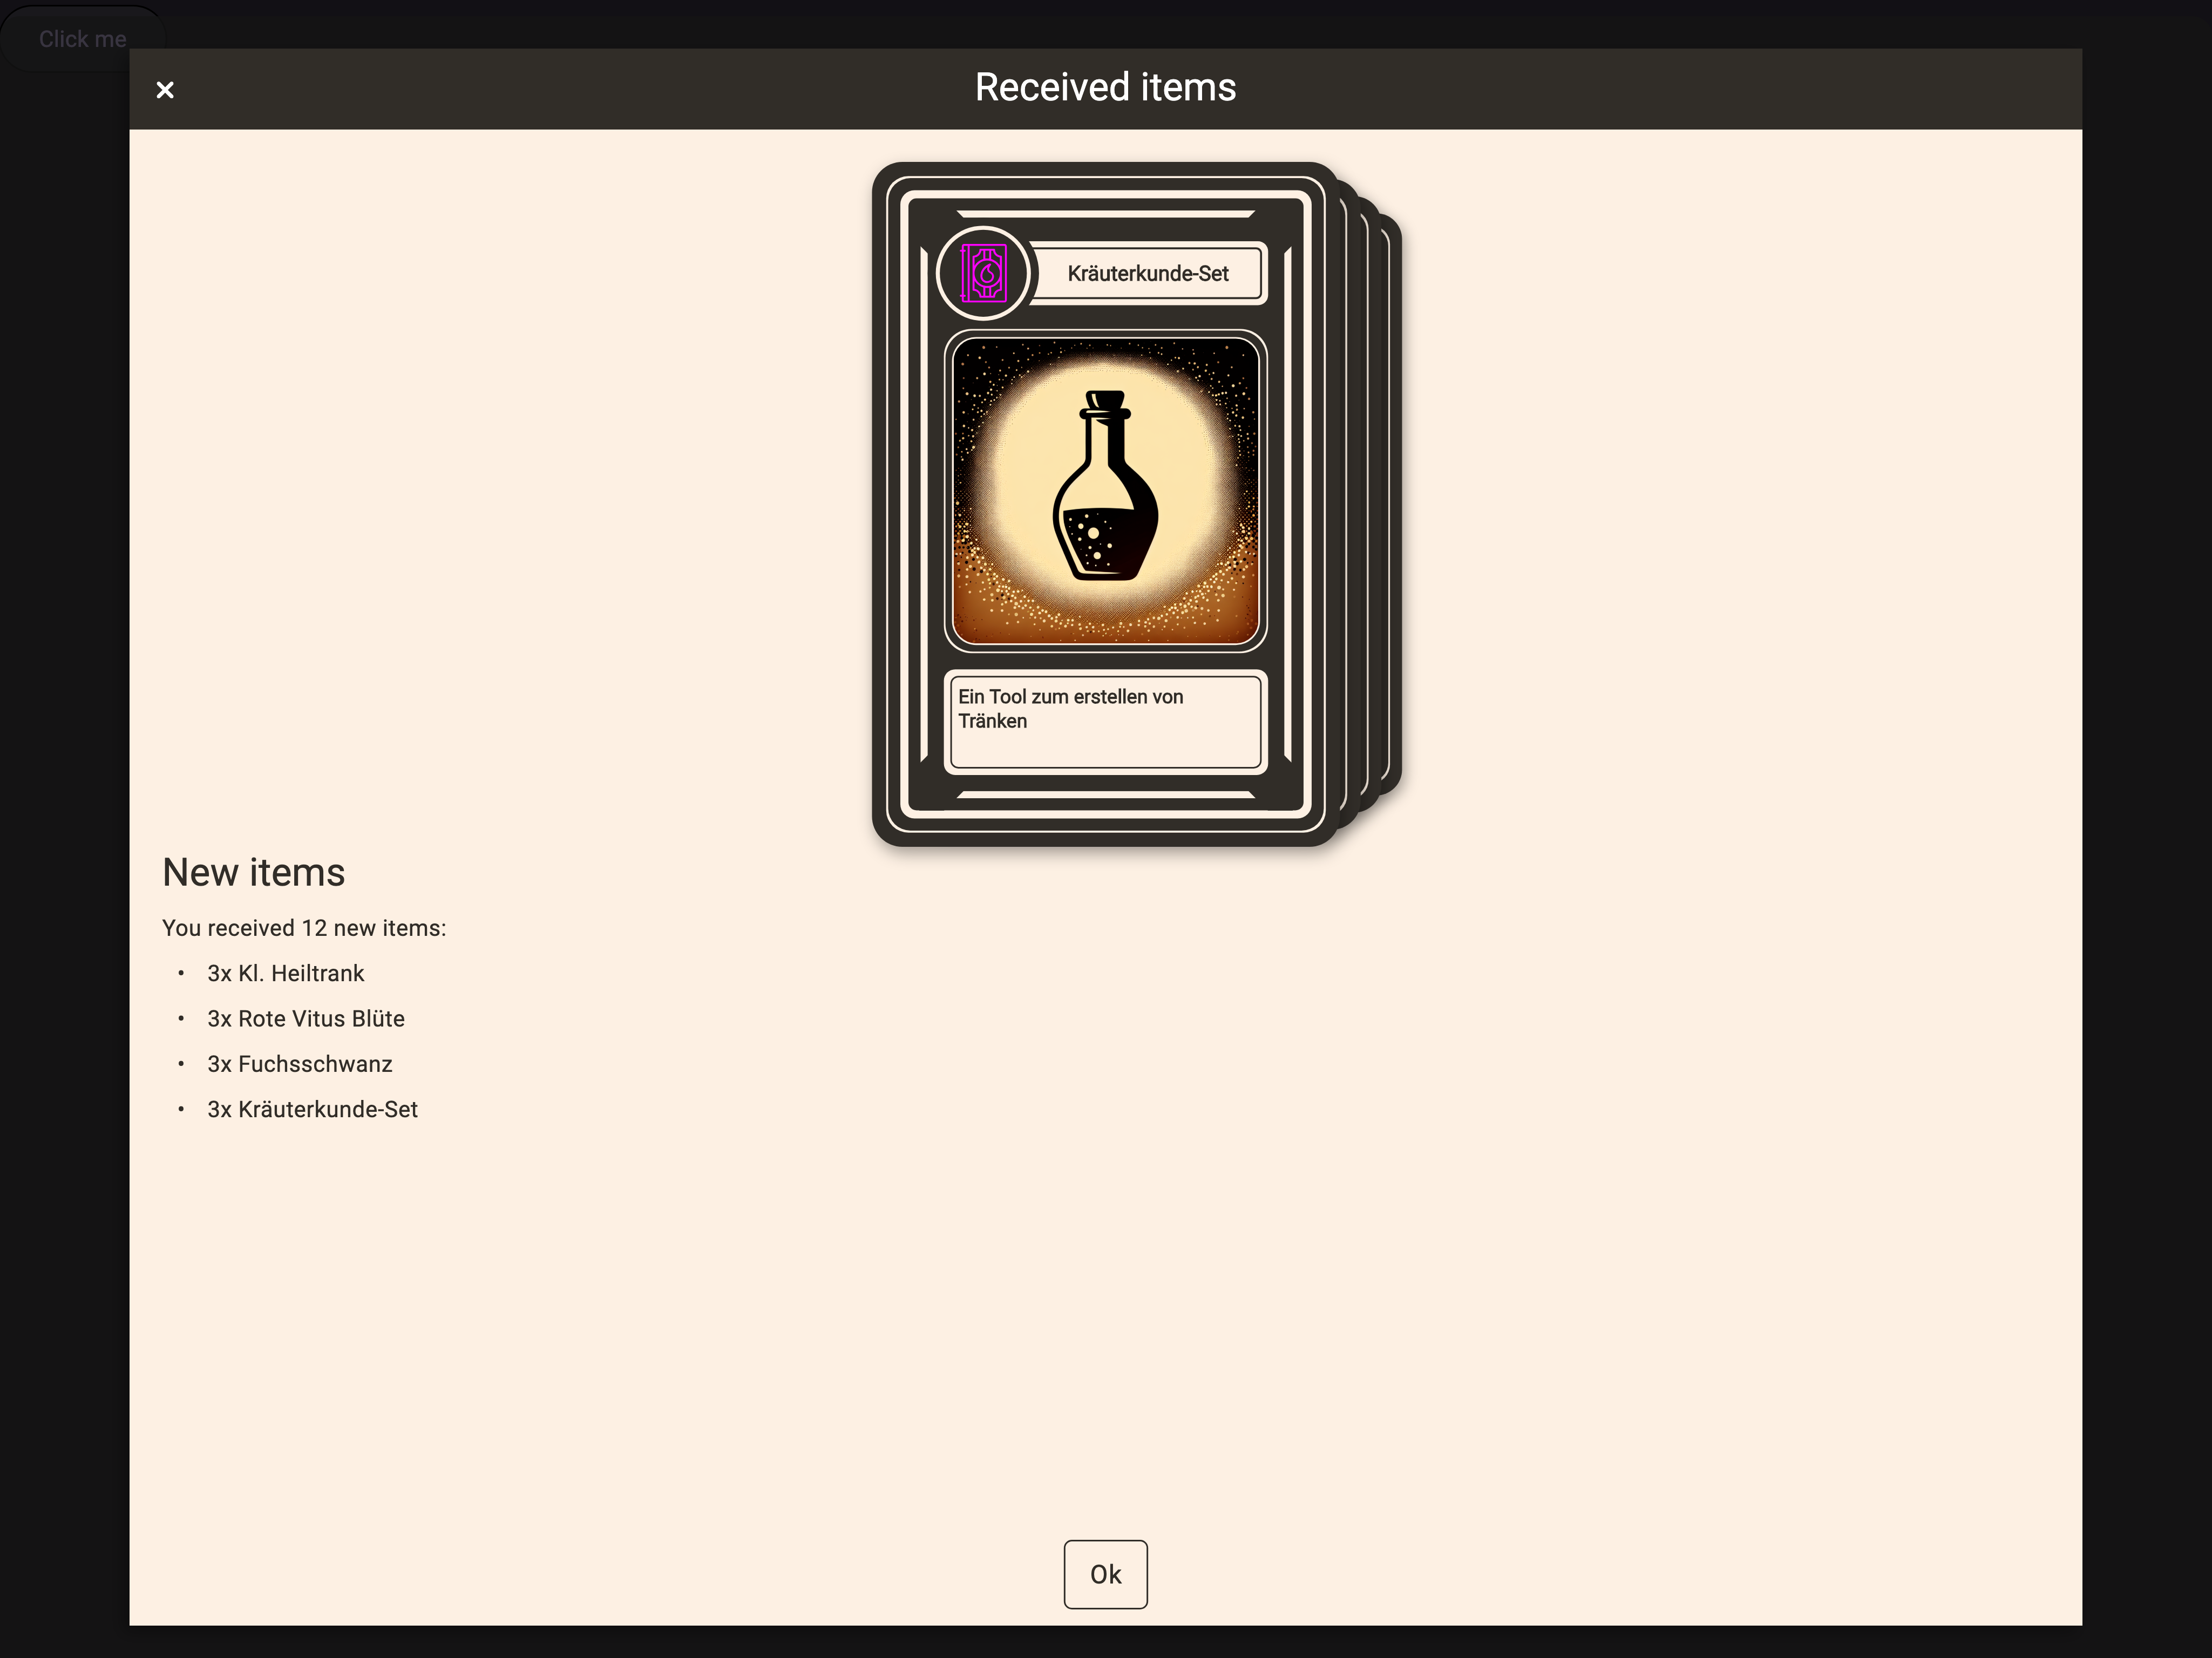 Click me
Received items
Kräuterkunde-Set
Ein Tool zum erstellen von
Tränken
New items
You received 12 new items:
• 3x Kl. Heiltrank
• 3x Rote Vitus Blüte
• 3x Fuchsschwanz
• 3x Kräuterkunde-Set
Ok